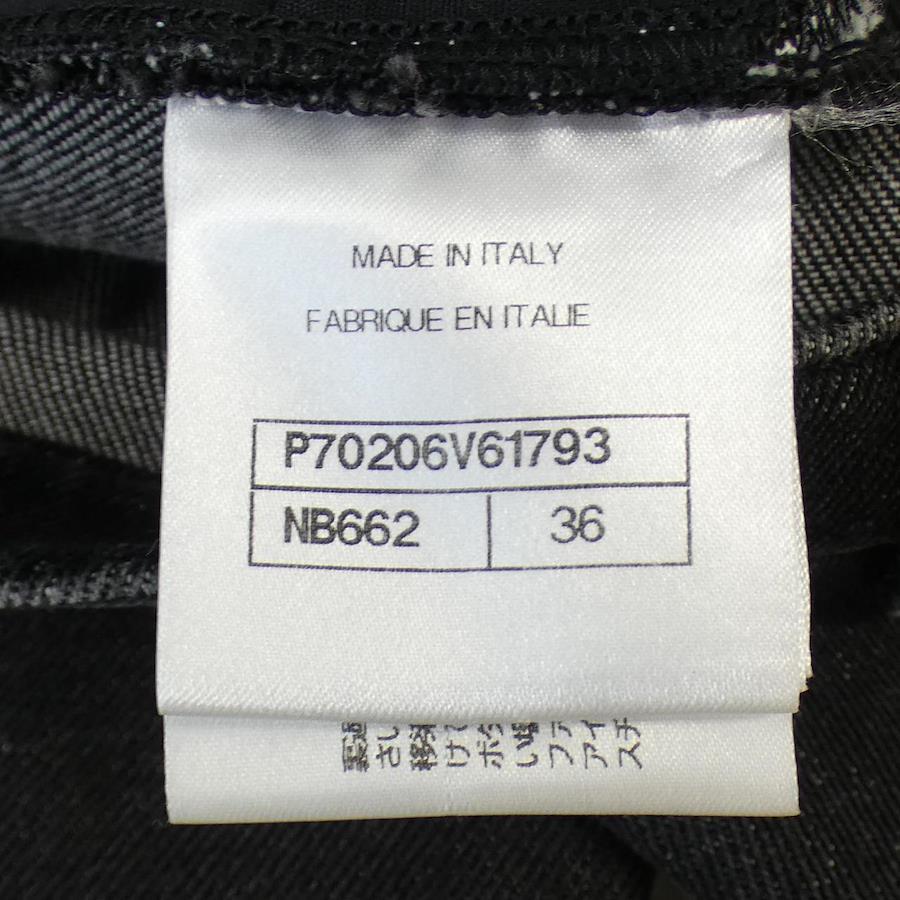 MADE IN ITALY
FABRIQUE EN ITALIE
P70206V61793
NB662 36